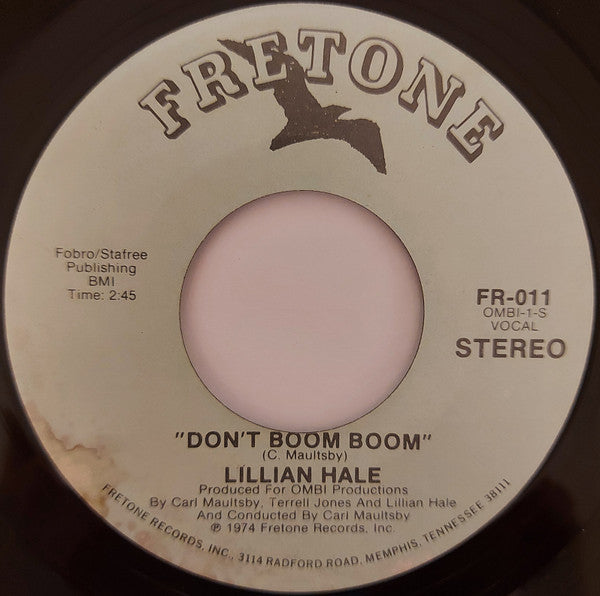 FRETONE
Fobro/Stafree
Publishing
BMI
Time: 2:45
FR-011
OMBI-1-S
VOCAL
STEREO
"DON'T BOOM BOOM"
(C. Maultsby)
LILLIAN HALE
Produced For OMBI Productions
By Carl Maultsby, Terrell Jones And Lillian Hale
And Conducted By Carl Maultsby
℗ 1974 Fretone Records, Inc.
FRETONE RECORDS, INC., 3114 RADFORD ROAD, MEMPHIS, TENNESSEE 38111